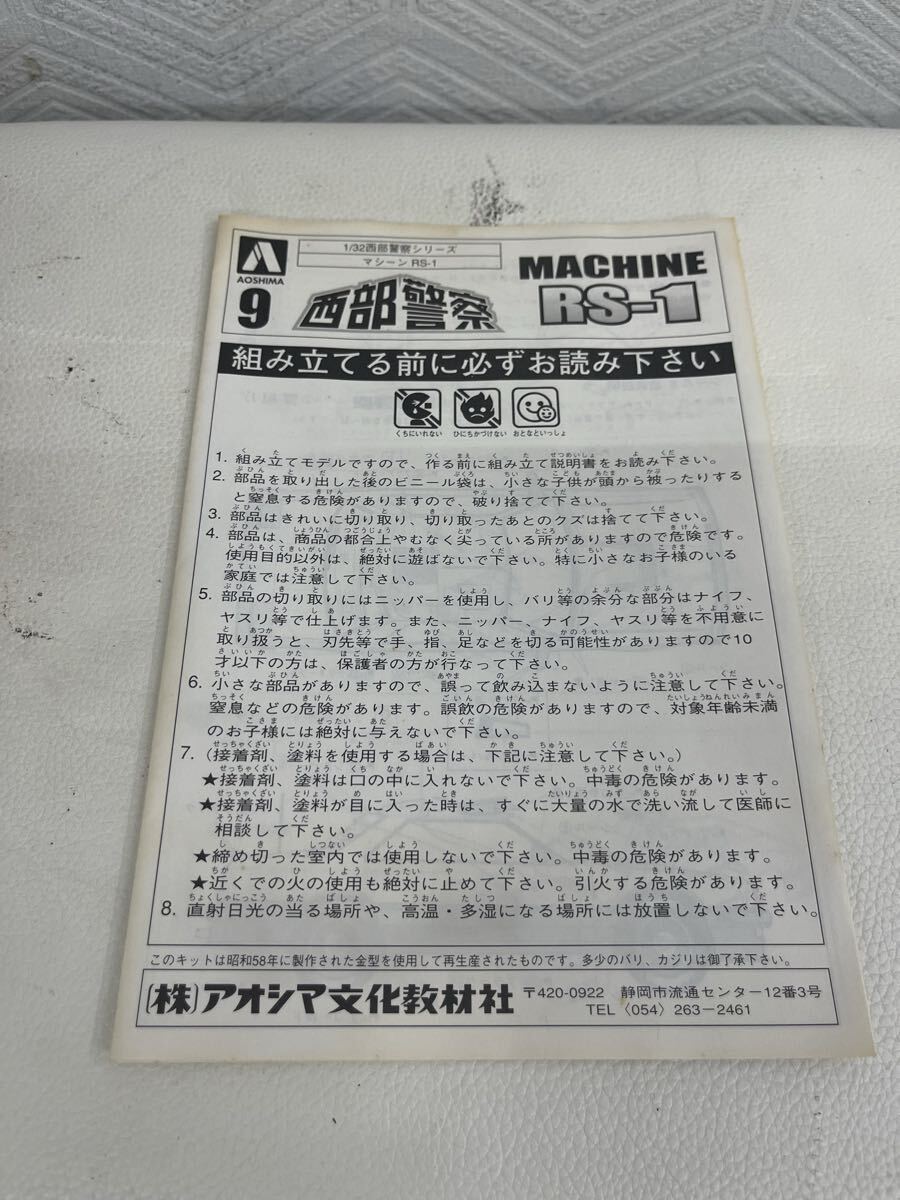 AOSHIMA
9
1/32西部警察シリーズ
マシーン RS-1
西部警察
MACHINE
RS-1
組み立てる前に必ずお読み下さい
くちにいれない ひにちかづけない おとなといっしょ
1. 組み立てモデルですので、作る前に組み立て説明書をお読み下さい。
2. 部品を取り出した後のビニール袋は、小さな子供が頭から被ったりする
と窒息する危険がありますので、破り捨てて下さい。
3. 部品はきれいに切り取り、切り取ったあとのクズは捨てて下さい。
4. 部品は、商品の都合上やむなく尖っている所がありますので危険です。
使用目的以外は、絶対に遊ばないで下さい。特に小さなお子様のいる
家庭では注意して下さい。
5. 部品の切り取りにはニッパーを使用し、バリ等の余分な部分はナイフ、
ヤスリ等で仕上げます。また、ニッパー、ナイフ、ヤスリ等を不用意に
取り扱うと、刃先等で手、指、足などを切る可能性がありますので10
才以下の方は、保護者の方が行なって下さい。
6. 小さな部品がありますので、誤って飲み込まないように注意して下さい。
窒息などの危険があります。誤飲の危険がありますので、対象年齢未満
のお子様には絶対に与えないで下さい。
7. (接着剤、塗料を使用する場合は、下記に注意して下さい。)
★接着剤、塗料は口の中に入れないで下さい。中毒の危険があります。
★接着剤、塗料が目に入った時は、すぐに大量の水で洗い流して医師に
相談して下さい。
★締め切った室内では使用しないで下さい。中毒の危険があります。
★近くでの火の使用も絶対に止めて下さい。引火する危険があります。
8. 直射日光の当る場所や、高温・多湿になる場所には放置しないで下さい。
このキットは昭和58年に製作された金型を使用して再生産されたものです。多少のバリ、カジリは御了承下さい。
(株)アオシマ文化教材社 〒420-0922 静岡市流通センター12番3号
TEL〈054〉263-2461